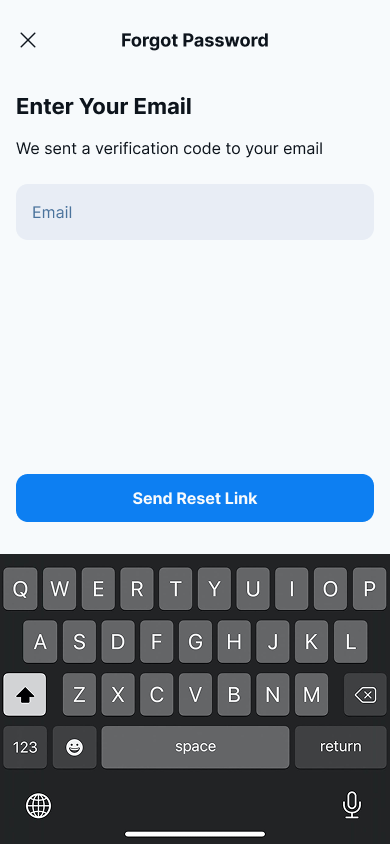 Forgot Password
Enter Your Email
We sent a verification code to your email
Email
Send Reset Link
Q W E R T Y U I O P
A S D F G H J K L
Z X C V B N M
123 space return